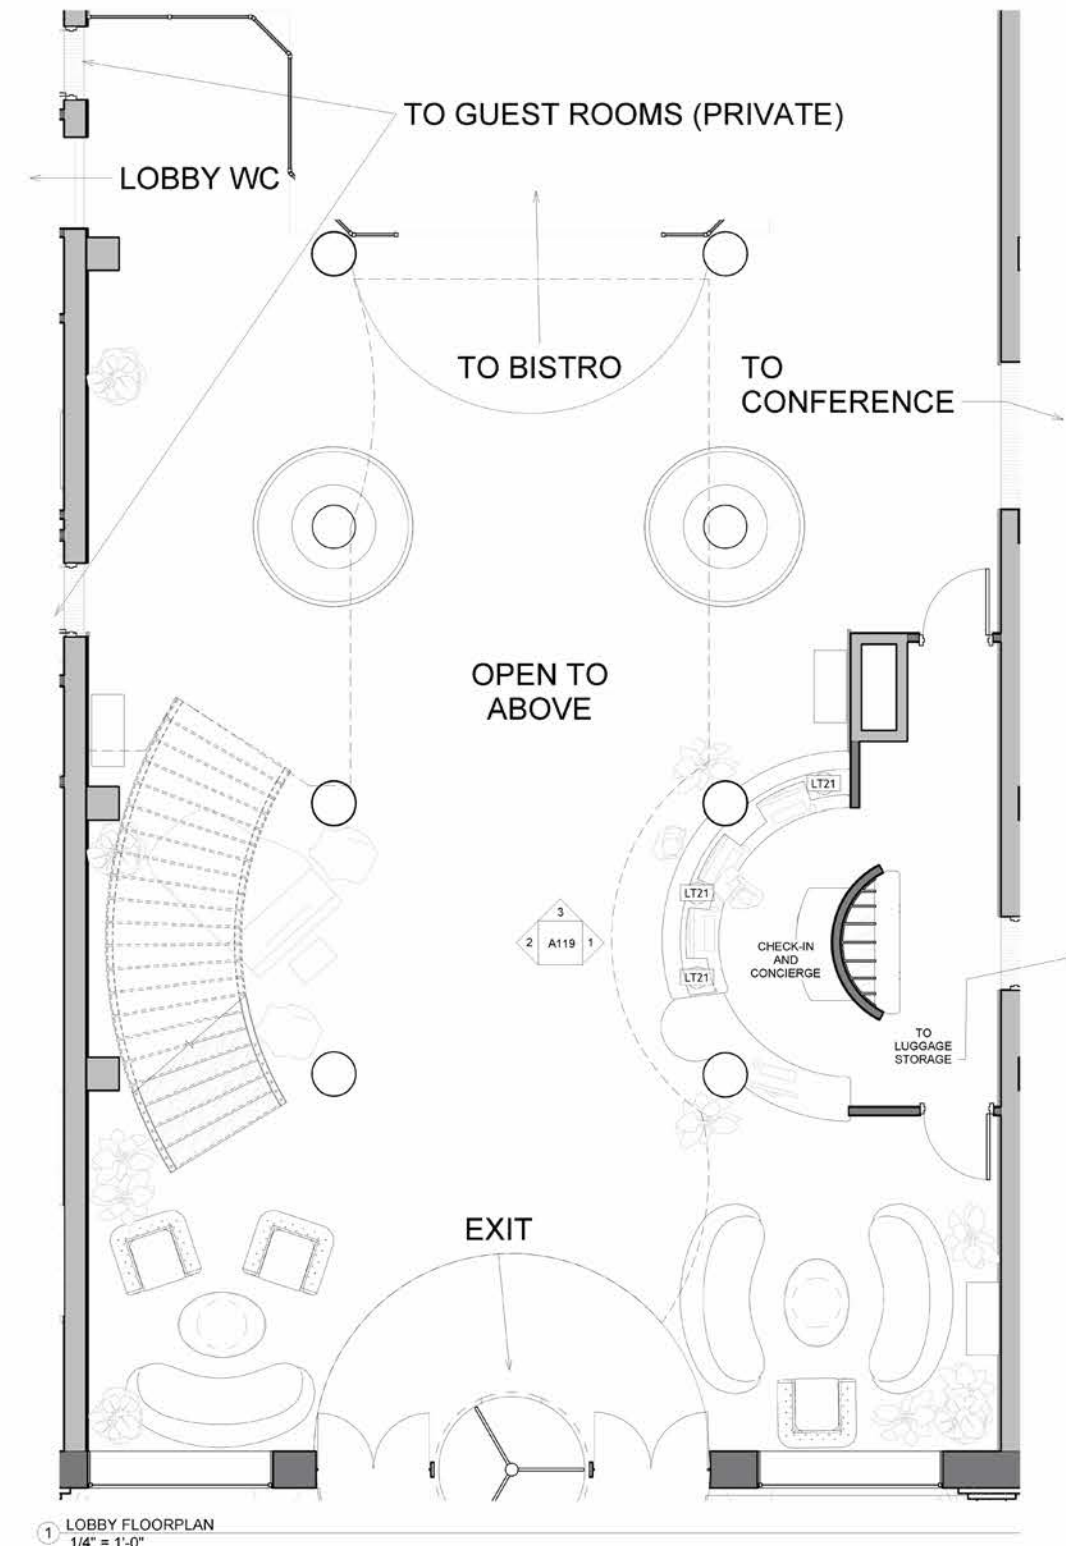 TO GUEST ROOMS (PRIVATE)
LOBBY WC
TO BISTRO
TO
CONFERENCE
OPEN TO
ABOVE
LT21
LT21
LT21
3
2
A119
1
CHECK-IN
AND
CONCIERGE
TO
LUGGAGE
STORAGE
EXIT
1
LOBBY FLOORPLAN
1/4" = 1'-0"